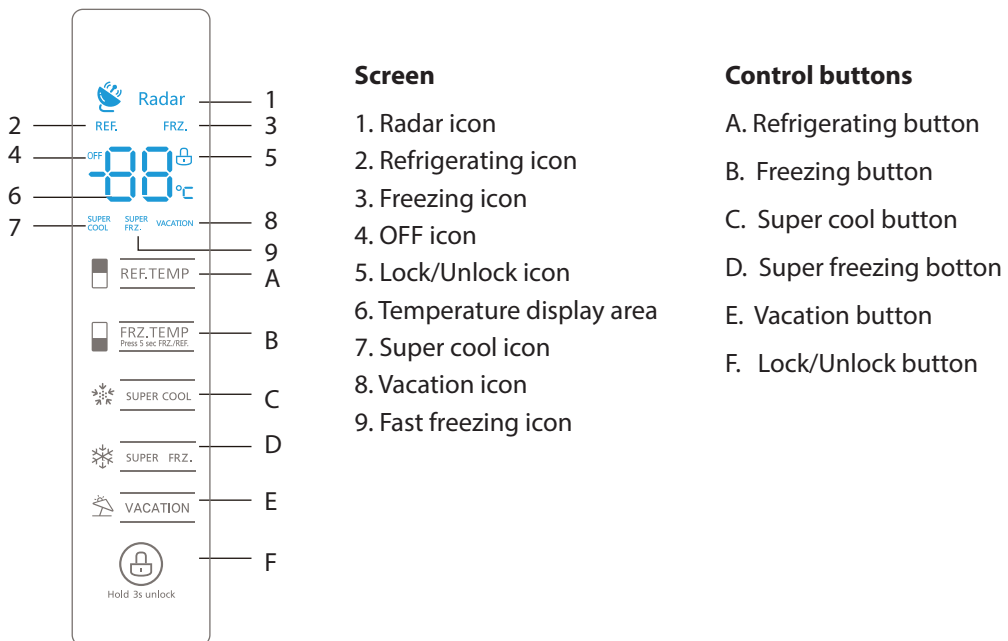 Radar
1
2
REF.
FRZ.
3
4
OFF
-88
°C
5
6
7
SUPER
COOL
SUPER
FRZ.
VACATION
8
9
REF.TEMP
A
FRZ.TEMP
Press 5 sec FRZ./REF.
B
SUPER COOL
C
SUPER FRZ.
D
VACATION
E
F
Hold 3s unlock
Screen
1. Radar icon
2. Refrigerating icon
3. Freezing icon
4. OFF icon
5. Lock/Unlock icon
6. Temperature display area
7. Super cool icon
8. Vacation icon
9. Fast freezing icon
Control buttons
A. Refrigerating button
B. Freezing button
C. Super cool button
D. Super freezing botton
E. Vacation button
F. Lock/Unlock button